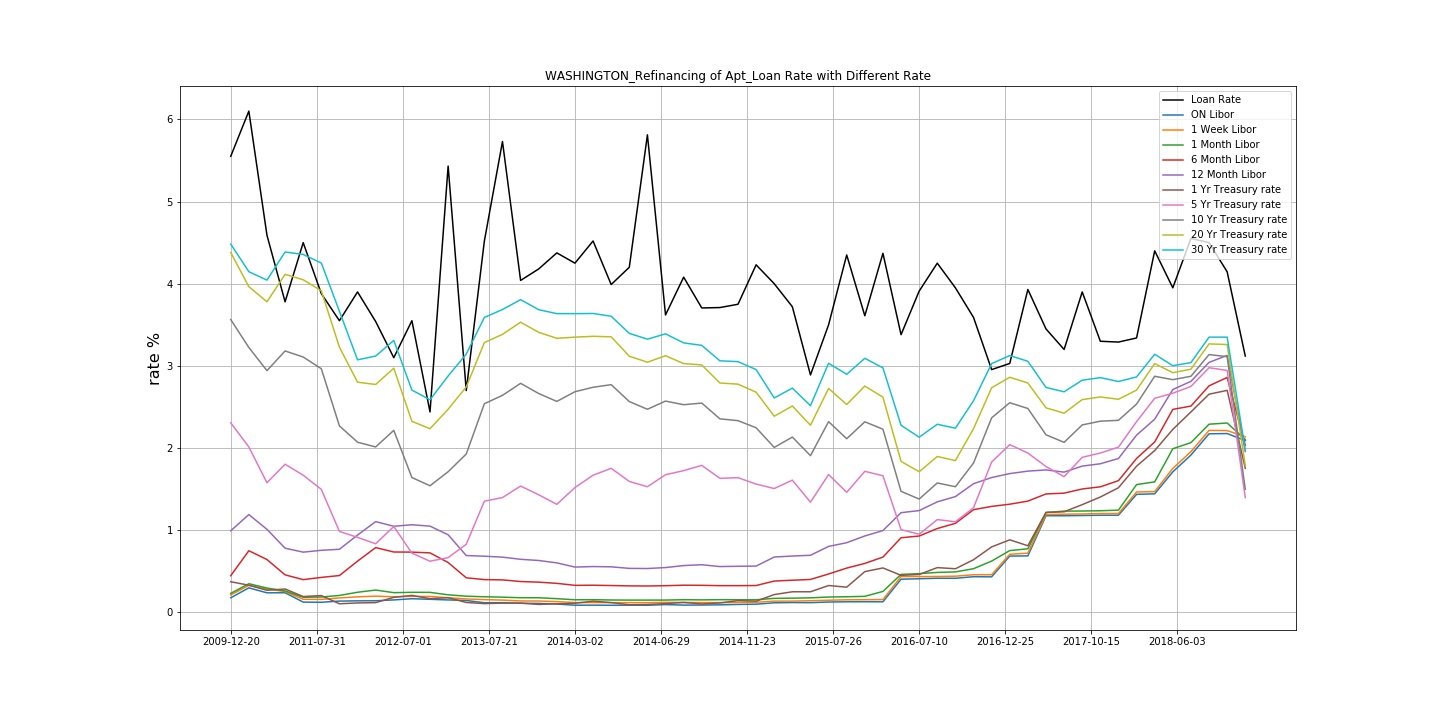 WASHINGTON_Refinancing of Apt_Loan Rate with Different Rate
rate %
6
5
4
3
2
1
0
Loan Rate
ON Libor
1 Week Libor
1 Month Libor
6 Month Libor
12 Month Libor
1 Yr Treasury rate
5 Yr Treasury rate
10 Yr Treasury rate
20 Yr Treasury rate
30 Yr Treasury rate
2009-12-20
2011-07-31
2012-07-01
2013-07-21
2014-03-02
2014-06-29
2014-11-23
2015-07-26
2016-07-10
2016-12-25
2017-10-15
2018-06-03